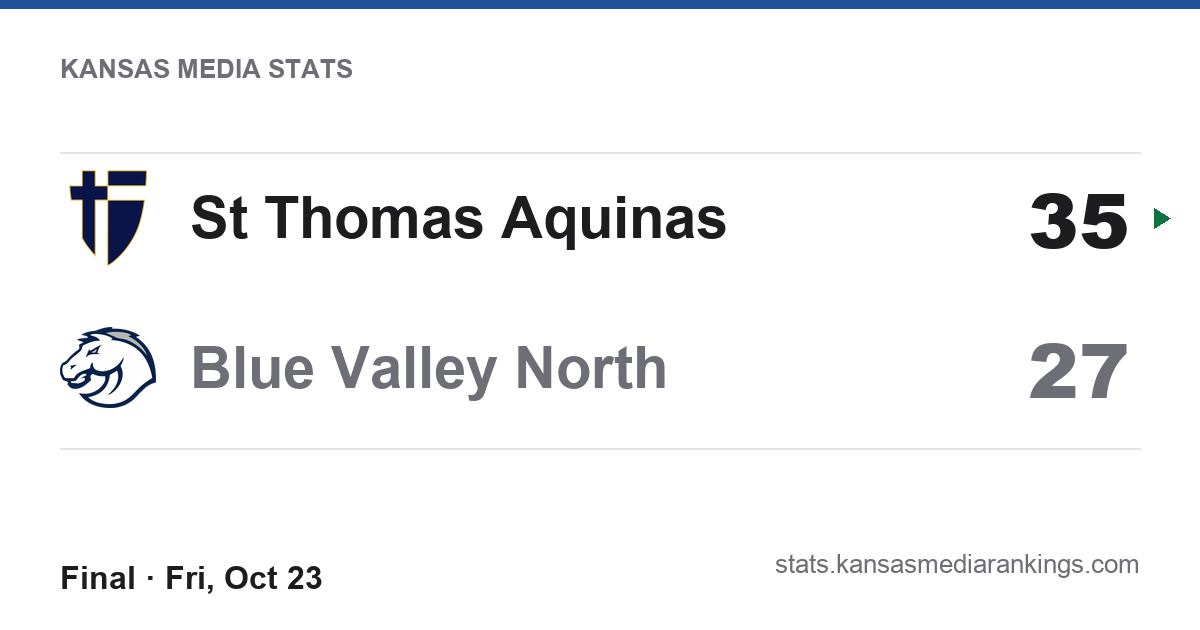 KANSAS MEDIA STATS
St Thomas Aquinas 35
Blue Valley North 27
Final · Fri, Oct 23
stats.kansasmediarankings.com